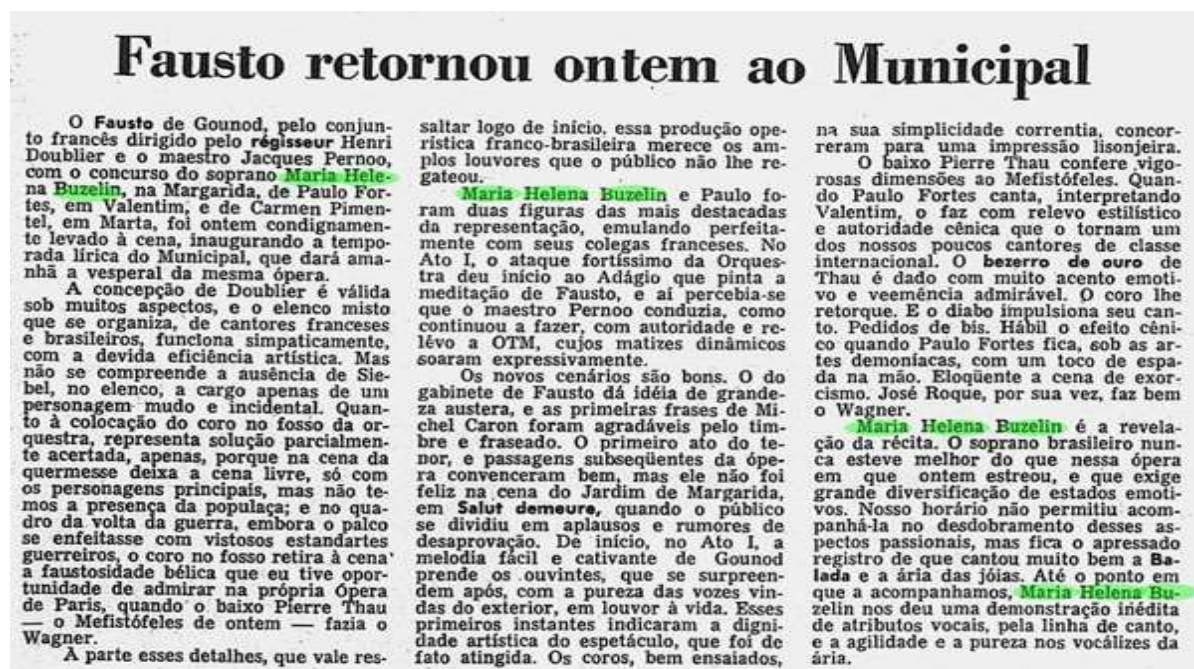 Fausto retornou ontem ao Municipal
O Fausto de Gounod, pelo conjun-
to francês dirigido pelo régisseur Henri
Doublier e o maestro Jacques Pernoo,
com o concurso do soprano Maria Hele-
na Buzelin, na Margarida, de Paulo For-
tes, em Valentim, e de Carmen Pimen-
tel, em Marta, foi ontem condignamen-
te levado à cena, inaugurando a tempo-
rada lírica do Municipal, que dará ama-
nhã a vesperal da mesma ópera.
A concepção de Doublier é válida
sob muitos aspectos, e o elenco misto
que se organiza, de cantores franceses
e brasileiros, funciona simpaticamente,
com a devida eficiência artística. Mas
não se compreende a ausência de Sie-
bel, no elenco, a cargo apenas de um
personagem mudo e incidental. Quan-
to à colocação do coro no fosso da or-
questra, representa solução parcialmen-
te acertada, apenas, porque na cena da
quermesse deixa a cena livre, só com
os personagens principais, mas não te-
mos a presença da populaça; e no qua-
dro da volta da guerra, embora o palco
se enfeitasse com vistosos estandartes
guerreiros, o coro no fosso retira à cena
a faustosidade bélica que eu tive opor-
tunidade de admirar na própria Ópera
de Paris, quando o baixo Pierre Thau
— o Mefistófeles de ontem — fazia o
Wagner.
À parte esses detalhes, que vale res-
saltar logo de início, essa produção ope-
rística franco-brasileira merece os am-
plos louvores que o público não lhe re-
gateou.
Maria Helena Buzelin e Paulo fo-
ram duas figuras das mais destacadas
da representação, emulando perfeita-
mente com seus colegas franceses. No
Ato I, o ataque fortíssimo da Orques-
tra deu início ao Adágio que pinta a
meditação de Fausto, e aí percebia-se
que o maestro Pernoo conduzia, como
continuou a fazer, com autoridade e re-
lêvo a OTM, cujos matizes dinâmicos
soaram expressivamente.
Os novos cenários são bons. O do
gabinete de Fausto dá idéia de grande-
za austera, e as primeiras frases de Mi-
chel Caron foram agradáveis pelo tim-
bre e fraseado. O primeiro ato do te-
nor, e passagens subseqüentes da ópe-
ra convenceram bem, mas ele não foi
feliz na cena do Jardim de Margarida,
em Salut demeure, quando o público
se dividiu em aplausos e rumores de
desaprovação. De início, no Ato I, a
melodia fácil e cativante de Gounod
prende os ouvintes, que se surpreen-
dem após, com a pureza das vozes vin-
das do exterior, em louvor à vida. Esses
primeiros instantes indicaram a digni-
dade artística do espetáculo, que foi de
fato atingida. Os coros, bem ensaiados,
na sua simplicidade correntia, concor-
reram para uma impressão lisonjeira.
O baixo Pierre Thau confere vigo-
rosas dimensões ao Mefistófeles. Quan-
do Paulo Fortes canta, interpretando
Valentim, o faz com relevo estilístico
e autoridade cênica que o tornam um
dos nossos poucos cantores de classe
internacional. O bezerro de ouro de
Thau é dado com muito acento emoti-
vo e veemência admirável. O coro lhe
retorque. E o diabo impulsiona seu can-
to. Pedidos de bis. Hábil o efeito cêni-
co quando Paulo Fortes fica, sob as ar-
tes demoníacas, com um toco de espa-
da na mão. Eloqüente a cena de exor-
cismo. José Roque, por sua vez, faz bem
o Wagner.
Maria Helena Buzelin é a revela-
ção da récita. O soprano brasileiro nun-
ca esteve melhor do que nessa ópera
em que ontem estreou, e que exige
grande diversificação de estados emoti-
vos. Nosso horário não permitiu acom-
panhá-la no desdobramento desses as-
pectos passionais, mas fica o apressado
registro de que cantou muito bem a Ba-
lada e a ária das jóias. Até o ponto em
que a acompanhamos, Maria Helena Bu-
zelin nos deu uma demonstração inédita
de atributos vocais, pela linha de canto,
e a agilidade e a pureza nos vocálizes da
ária.